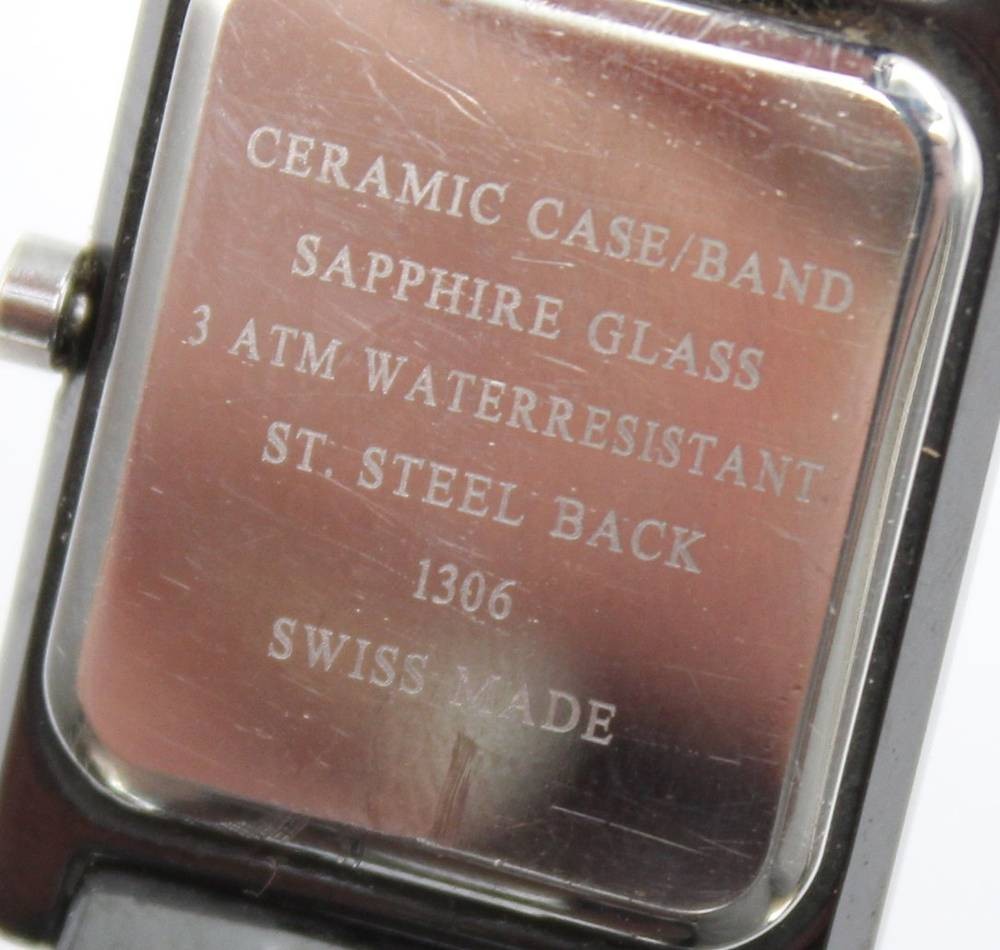 CERAMIC CASE/BAND
SAPPHIRE GLASS
3 ATM WATERRESISTANT
ST. STEEL BACK
1306
SWISS MADE